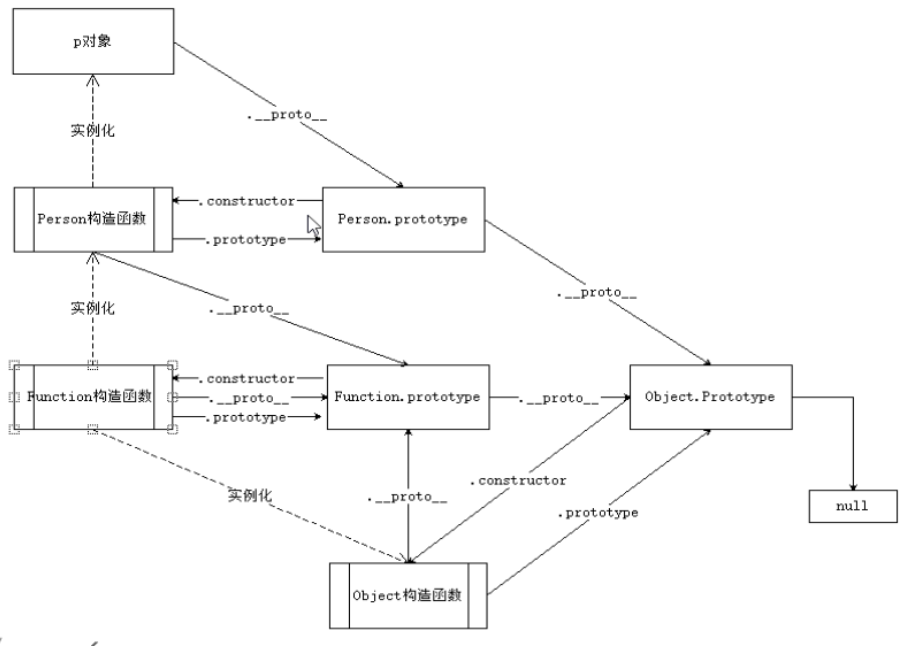 p对象
.__proto__
实例化
.constructor
Person构造函数
Person.prototype
.prototype
.__proto__
实例化
.__proto__
.constructor
Function构造函数
.__proto__
Function.prototype
.__proto__
Object.Prototype
.prototype
.constructor
实例化
.__proto__
.prototype
null
Object构造函数